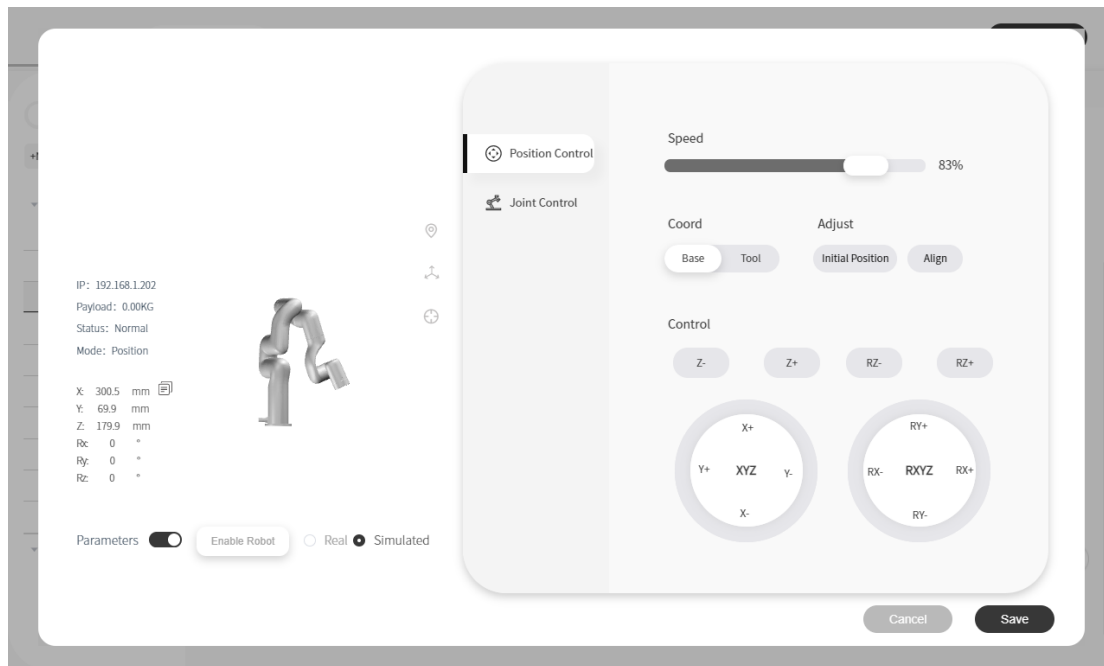 Position Control
Joint Control
Speed
83%
Coord
Adjust
Base
Tool
Initial Position
Align
IP: 192.168.1.202
Payload: 0.00KG
Status: Normal
Mode: Position
X: 300.5 mm
Y: 69.9 mm
Z: 179.9 mm
Rx: 0 °
Ry: 0 °
Rz: 0 °
Control
Z-
Z+
RZ-
RZ+
X+
Y+ XYZ Y-
X-
RY+
RX- RXYZ RX+
RY-
Parameters
Enable Robot
Real
Simulated
Cancel
Save